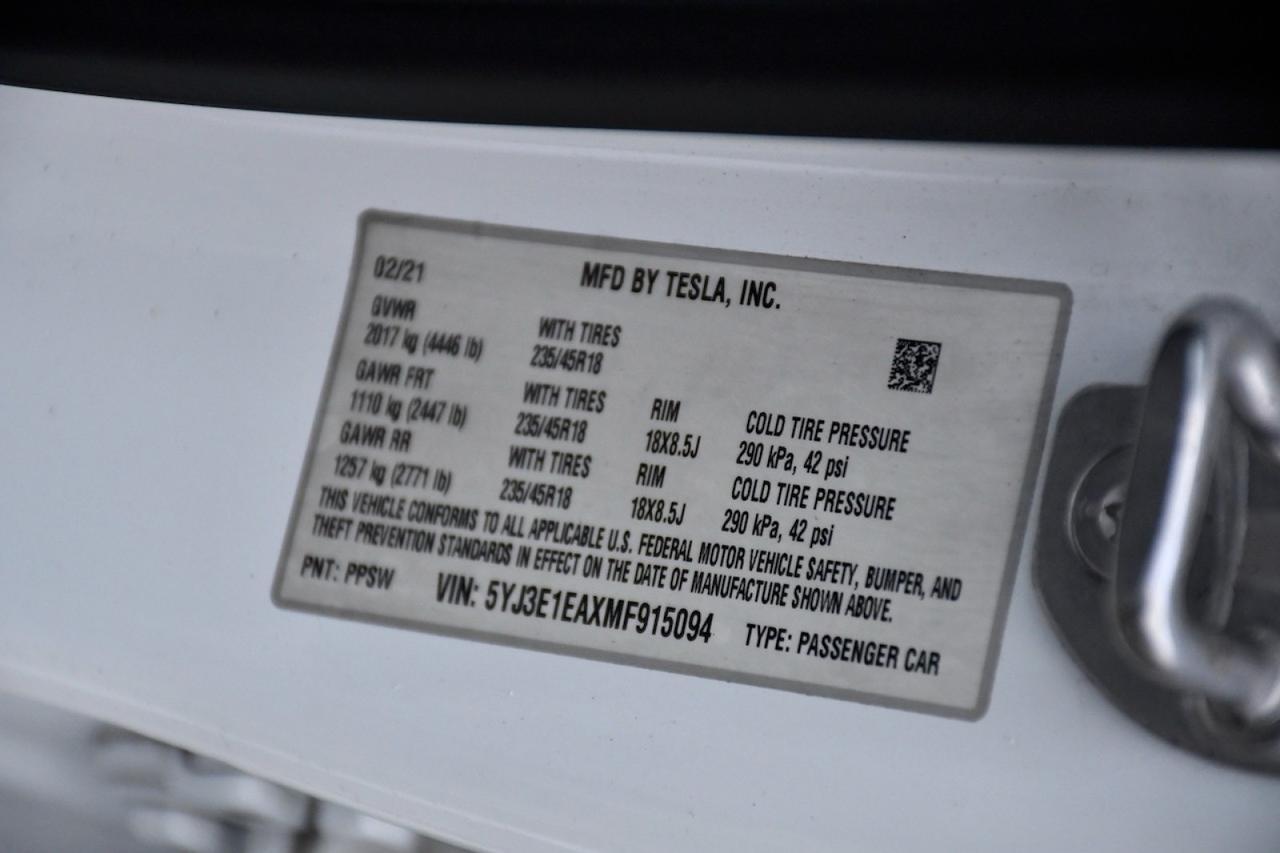 02/21 MFD BY TESLA, INC.
GVWR
2017 kg (4446 lb) WITH TIRES
235/45R18
GAWR FRT
1110 kg (2447 lb) WITH TIRES
235/45R18 RIM
18X8.5J COLD TIRE PRESSURE
290 kPa, 42 psi
GAWR RR
1257 kg (2771 lb) WITH TIRES
235/45R18 RIM
18X8.5J COLD TIRE PRESSURE
290 kPa, 42 psi
THIS VEHICLE CONFORMS TO ALL APPLICABLE U.S. FEDERAL MOTOR VEHICLE SAFETY, BUMPER, AND
THEFT PREVENTION STANDARDS IN EFFECT ON THE DATE OF MANUFACTURE SHOWN ABOVE.
PNT: PPSW VIN: 5YJ3E1EAXMF915094 TYPE: PASSENGER CAR